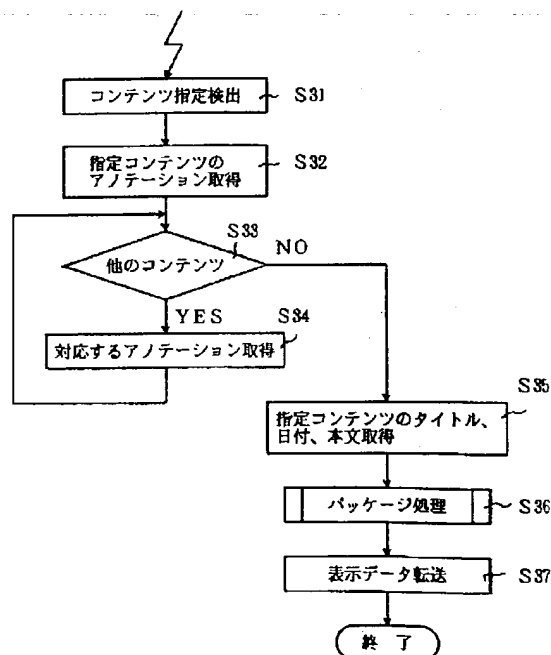 コンテンツ指定検出
S31
指定コンテンツの
アノテーション取得
S32
S33
他のコンテンツ
NO
YES
S34
対応するアノテーション取得
S35
指定コンテンツのタイトル、
日付、本文取得
パッケージ処理
S36
表示データ転送
S37
終 了